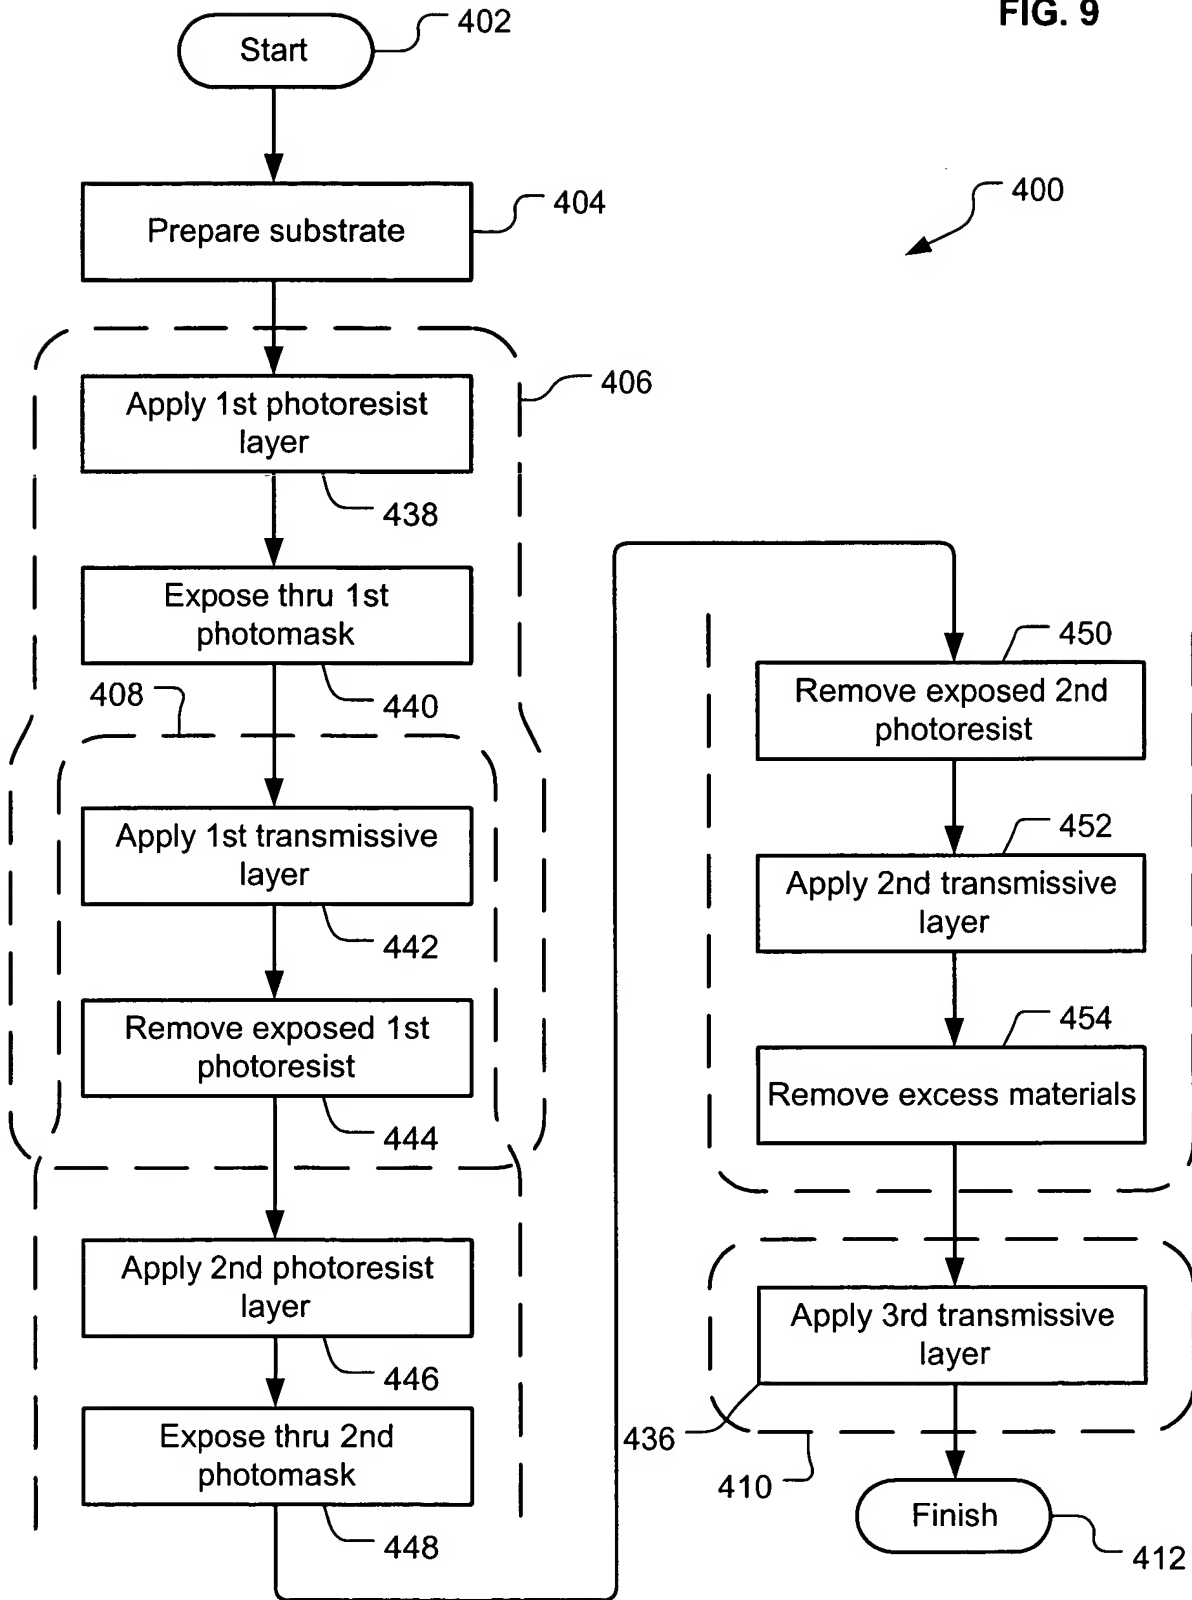 FIG. 9
402
Start
400
404
Prepare substrate
406
Apply 1st photoresist
layer
438
Expose thru 1st
photomask
440
408
Apply 1st transmissive
layer
442
Remove exposed 1st
photoresist
444
Apply 2nd photoresist
layer
446
Expose thru 2nd
photomask
448
450
Remove exposed 2nd
photoresist
452
Apply 2nd transmissive
layer
454
Remove excess materials
Apply 3rd transmissive
layer
436
410
Finish
412